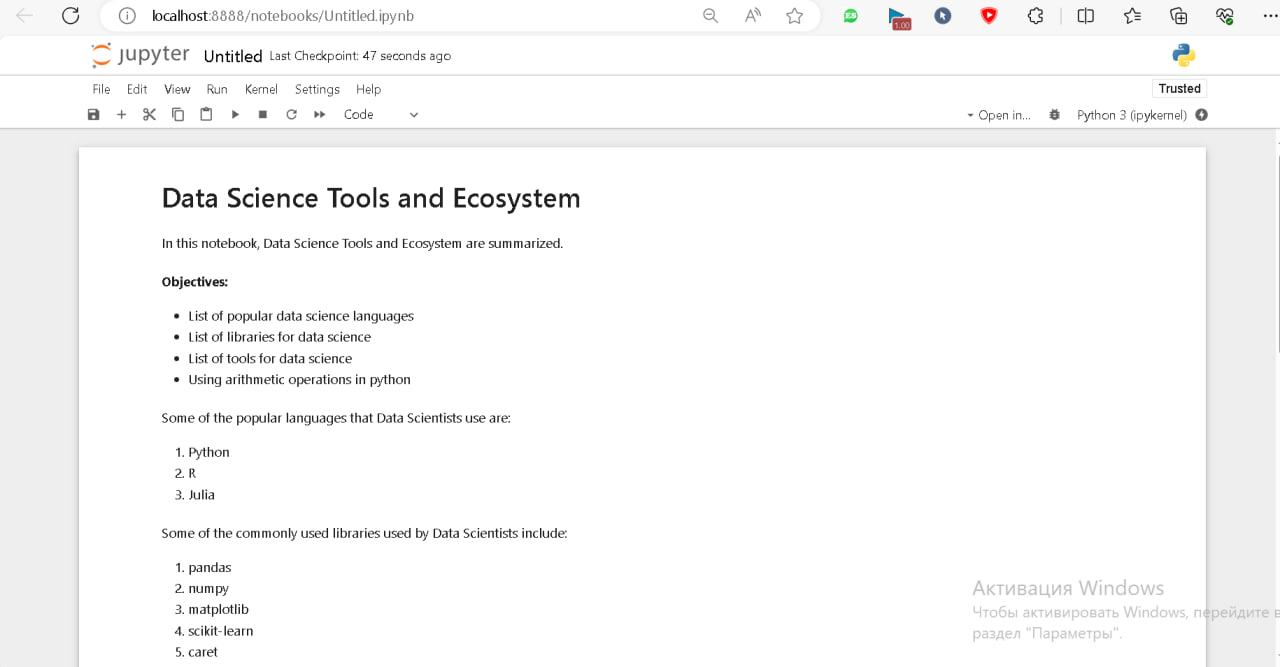 localhost:8888/notebooks/Untitled.ipynb
1.00
jupyter Untitled Last Checkpoint: 47 seconds ago
File Edit View Run Kernel Settings Help
Trusted
Code
Open in...
Python 3 (ipykernel)
Data Science Tools and Ecosystem
In this notebook, Data Science Tools and Ecosystem are summarized.
Objectives:
• List of popular data science languages
• List of libraries for data science
• List of tools for data science
• Using arithmetic operations in python
Some of the popular languages that Data Scientists use are:
1. Python
2. R
3. Julia
Some of the commonly used libraries used by Data Scientists include:
1. pandas
2. numpy
3. matplotlib
4. scikit-learn
5. caret
Активация Windows
Чтобы активировать Windows, перейдите в
раздел "Параметры".